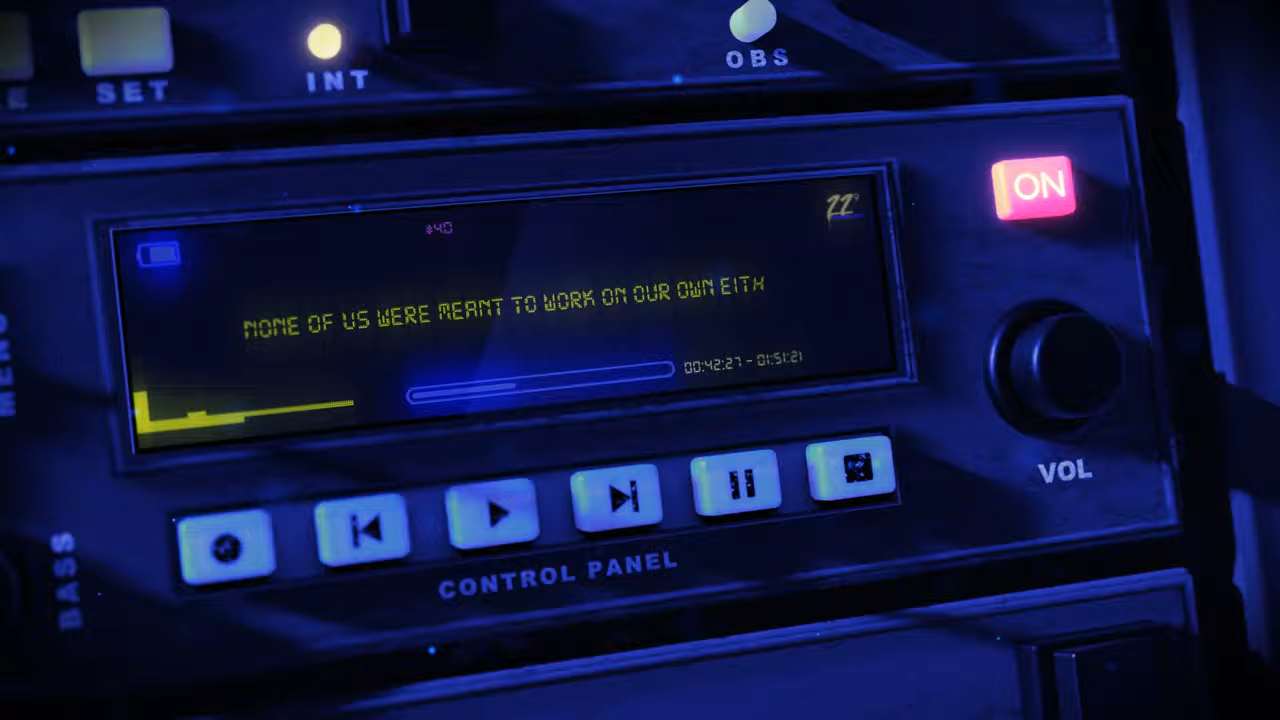 SET
INT
OBS
ON
#40
22°
NONE OF US WERE MEANT TO WORK ON OUR OWN EITH
00:42:27 - 01:51:21
VOL
CONTROL PANEL
BASS